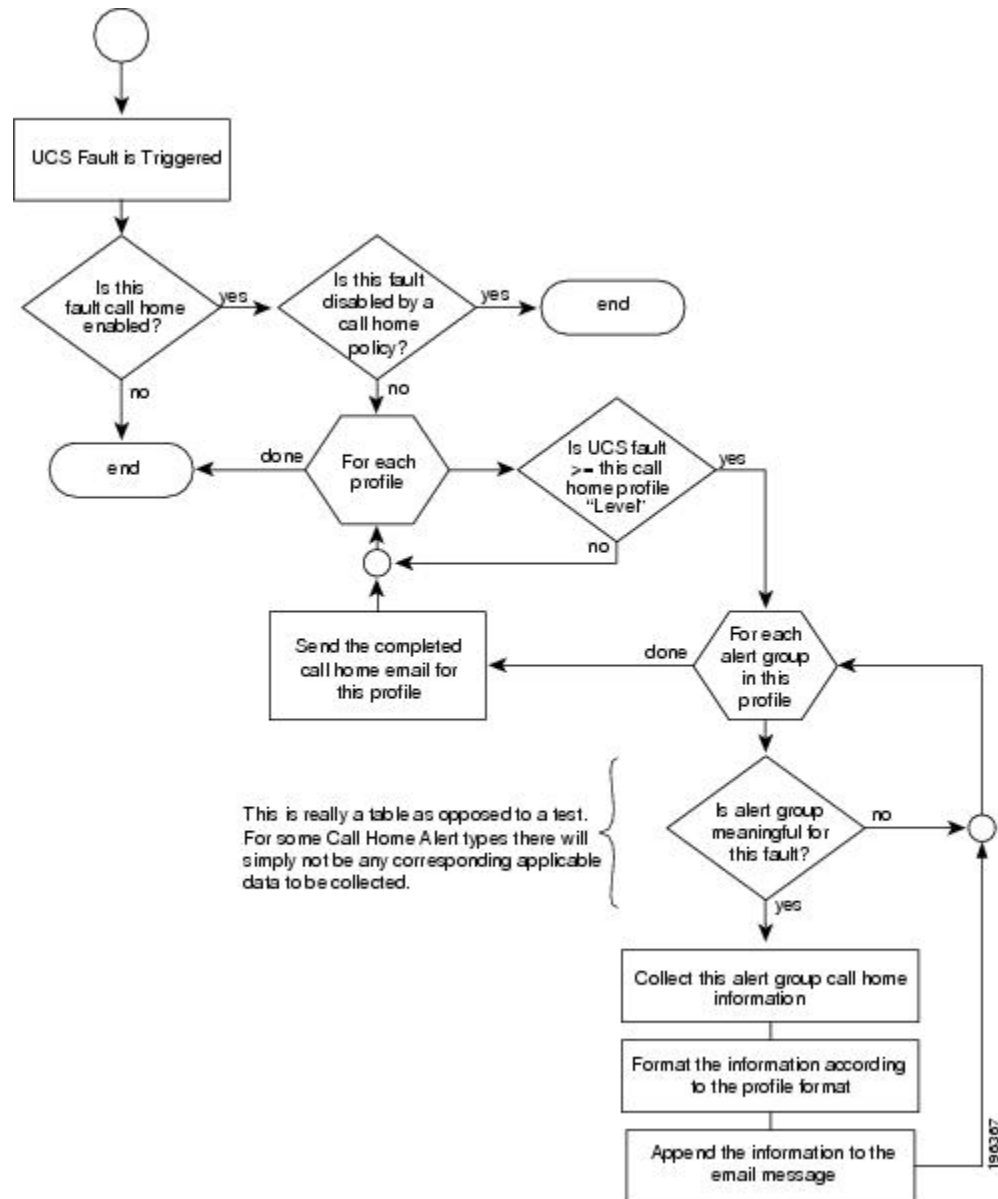 UCS Fault is Triggered
Is this
fault call home
enabled?
yes
no
Is this fault
disabled by a
call home
policy?
yes
no
end
end
done
For each
profile
Is UCS fault
>= this call
home profile
“Level”
yes
no
Send the completed
call home email for
this profile
done
For each
alert group
in this
profile
This is really a table as opposed to a test.
For some Call Home Alert types there will
simply not be any corresponding applicable
data to be collected.
Is alert group
meaningful for
this fault?
no
yes
Collect this alert group call home
information
Format the information according
to the profile format
Append the information to the
email message
196367